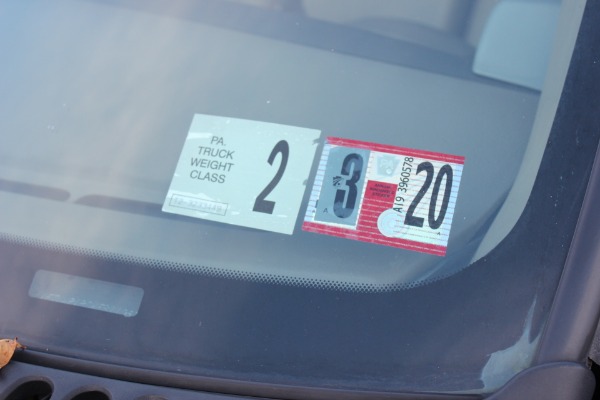 PA.
TRUCK
WEIGHT
CLASS
2
3
A
A19 3960578
20